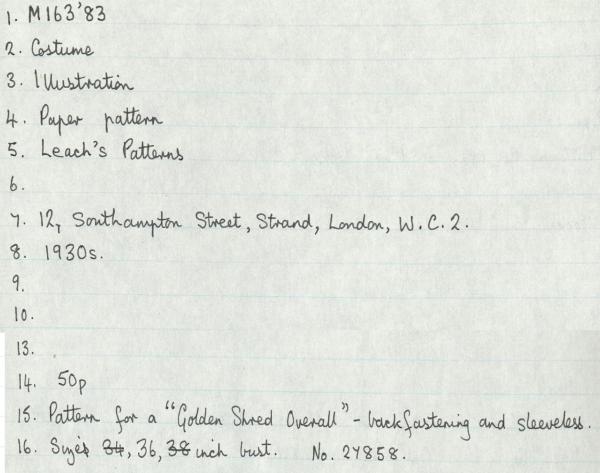 1. M163'83
2. Costume
3. Illustration
4. Paper pattern
5. Leach's Patterns
6.
7. 12, Southampton Street, Strand, London, W.C.2.
8. 1930s.
9.
10.
13.
14. 50p
15. Pattern for a "Golden Shred Overall" - back fastening and sleeveless.
16. Size 34, 36, 38 inch bust. No. 27858.